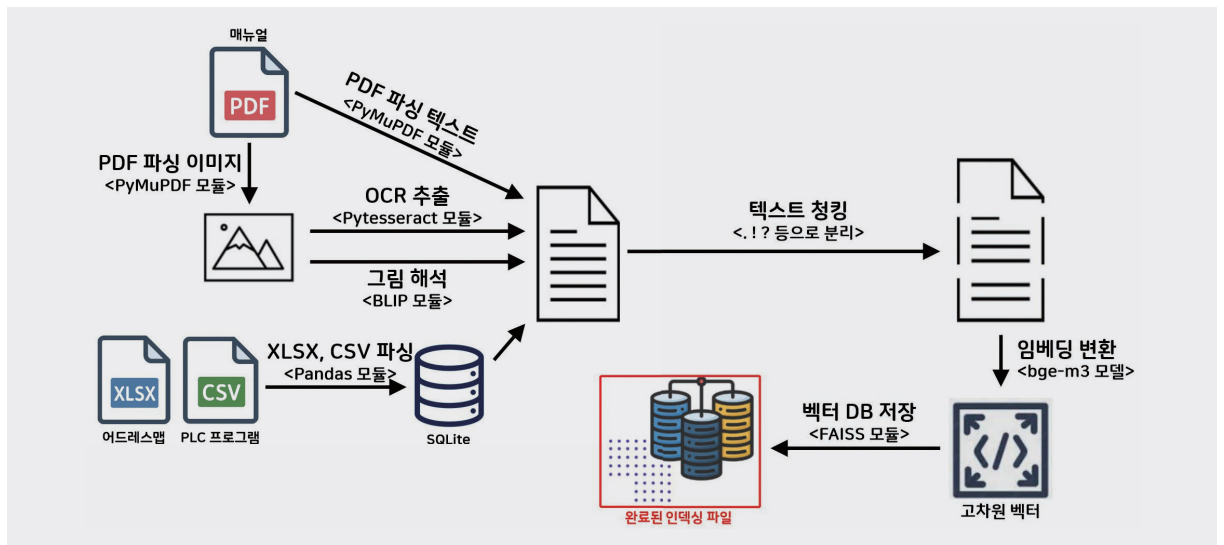 매뉴얼
PDF
PDF 파싱 텍스트
<PyMuPDF 모듈>
PDF 파싱 이미지
<PyMuPDF 모듈>
OCR 추출
<Pytesseract 모듈>
그림 해석
<BLIP 모듈>
텍스트 청킹
<. ! ? 등으로 분리>
XLSX
CSV
어드레스맵
PLC 프로그램
XLSX, CSV 파싱
<Pandas 모듈>
SQLite
임베딩 변환
<bge-m3 모델>
</>
고차원 벡터
벡터 DB 저장
<FAISS 모듈>
완료된 인덱싱 파일